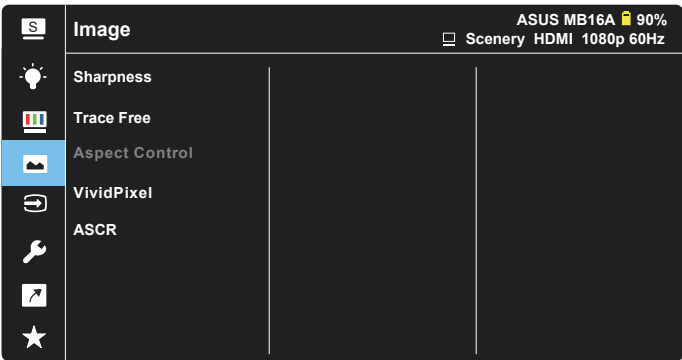 S
Image
ASUS MB16A 90%
Scenery HDMI 1080p 60Hz
Sharpness
Trace Free
Aspect Control
VividPixel
ASCR